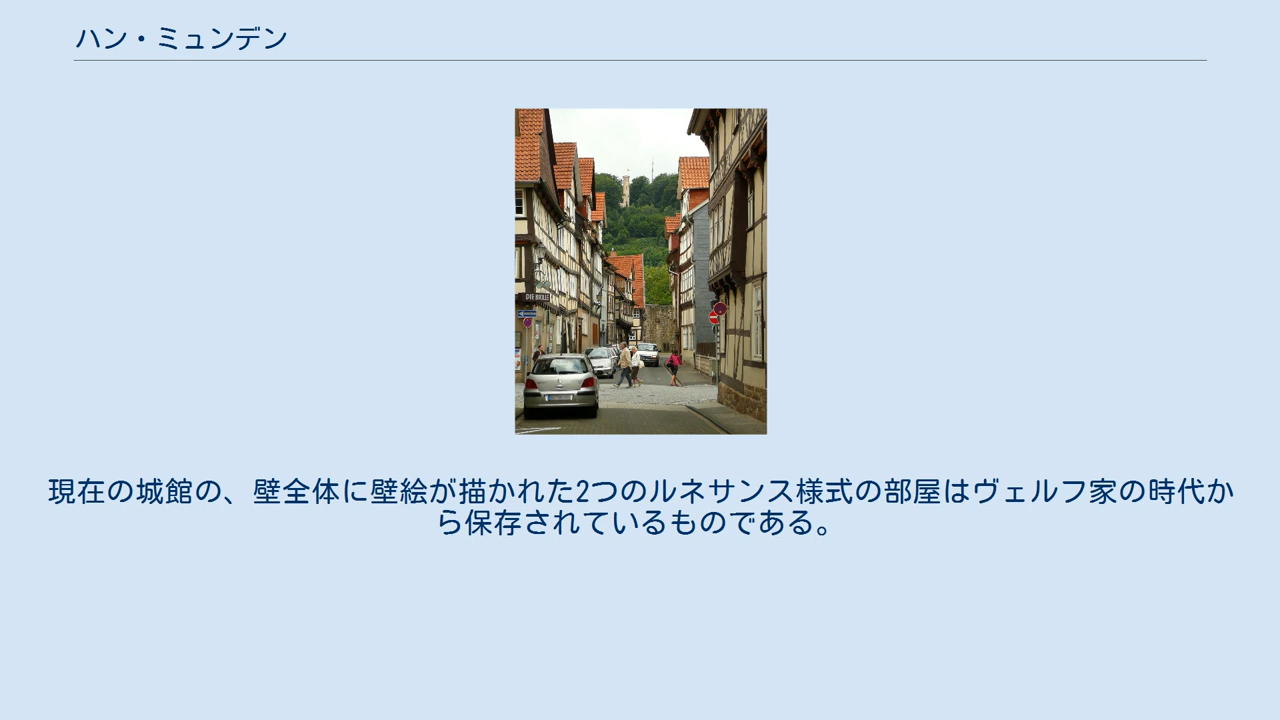 ハン・ミュンデン
DIE BRILLE
現在の城館の、壁全体に壁絵が描かれた2つのルネサンス様式の部屋はヴェルフ家の時代か
ら保存されているものである。